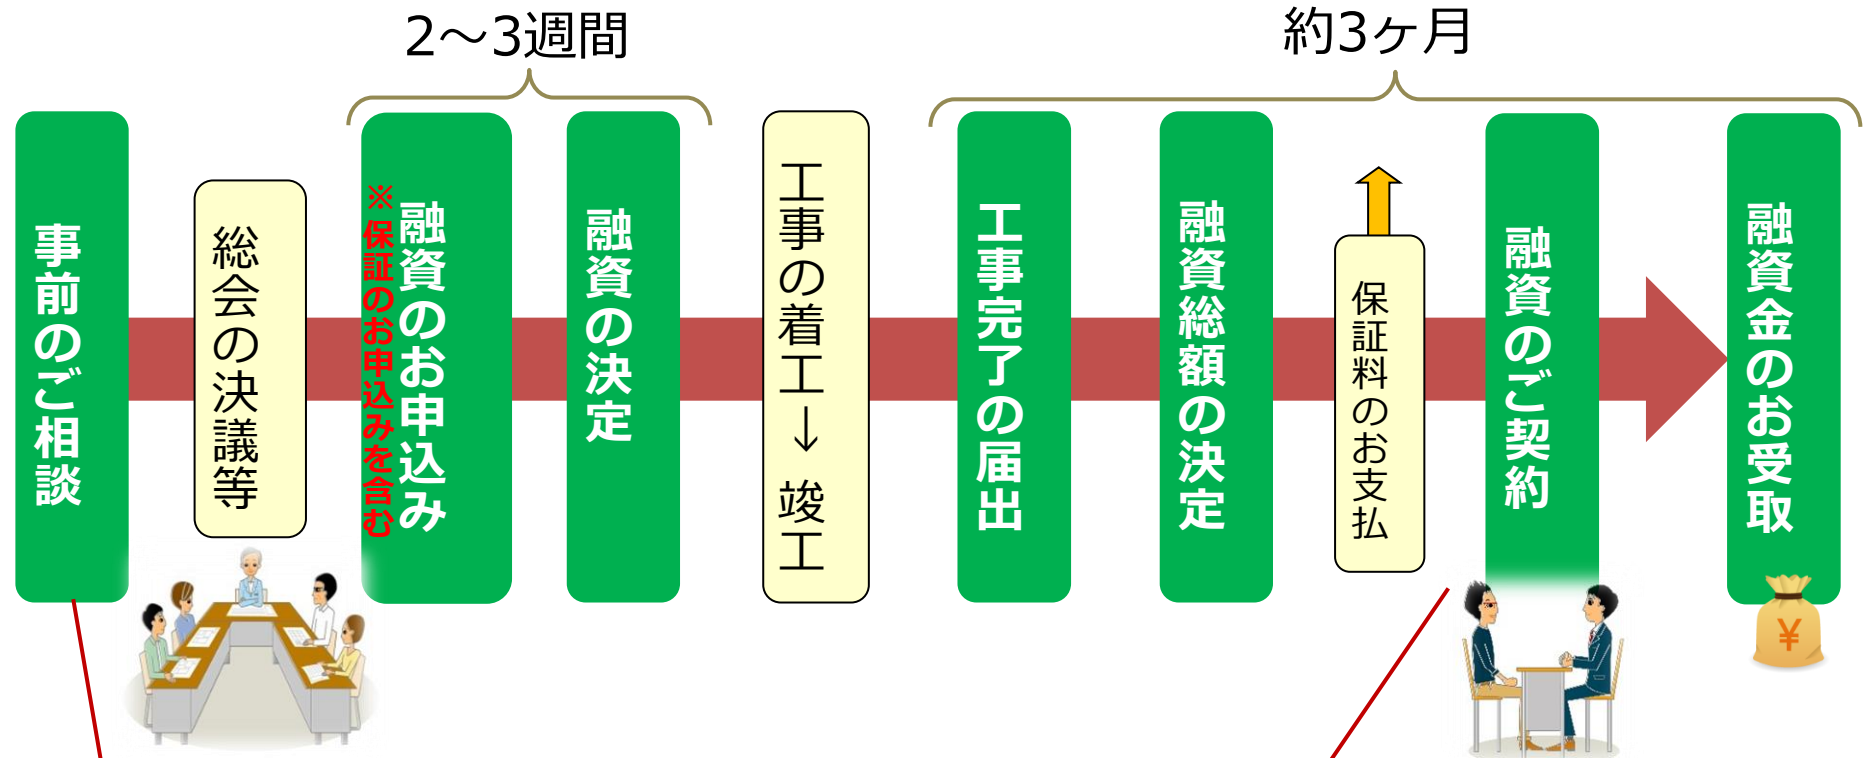 2～3週間
約3ヶ月
事前のご相談
総会の決議等
融資のお申込み
※保証のお申込みを含む
融資の決定
工事の着工→ 竣工
工事完了の届出
融資総額の決定
保証料のお支払
融資のご契約
融資金のお受取
¥